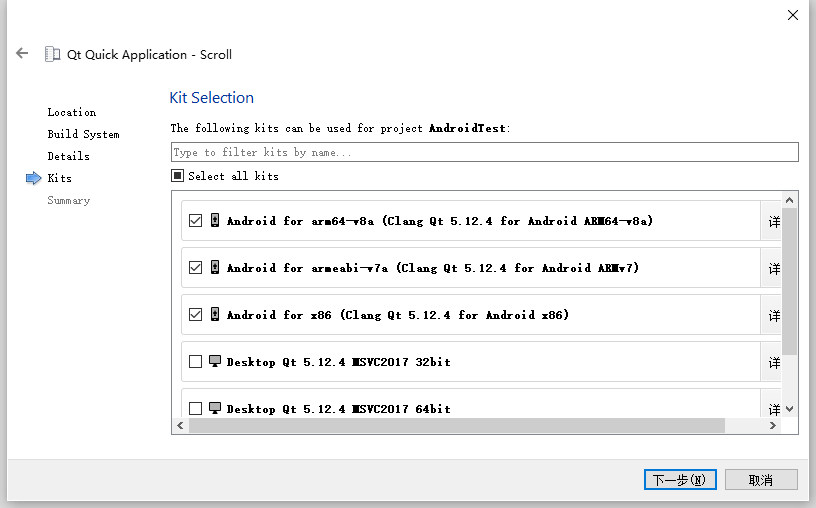 Qt Quick Application - Scroll
Location
Build System
Details
Kits
Summary
Kit Selection
The following kits can be used for project AndroidTest:
Type to filter kits by name...
Select all kits
Android for arm64-v8a (Clang Qt 5.12.4 for Android ARM64-v8a)
详
Android for armeabi-v7a (Clang Qt 5.12.4 for Android ARMv7)
详
Android for x86 (Clang Qt 5.12.4 for Android x86)
详
Desktop Qt 5.12.4 MSVC2017 32bit
详
Desktop Qt 5.12.4 MSVC2017 64bit
详
下一步(N)
取消